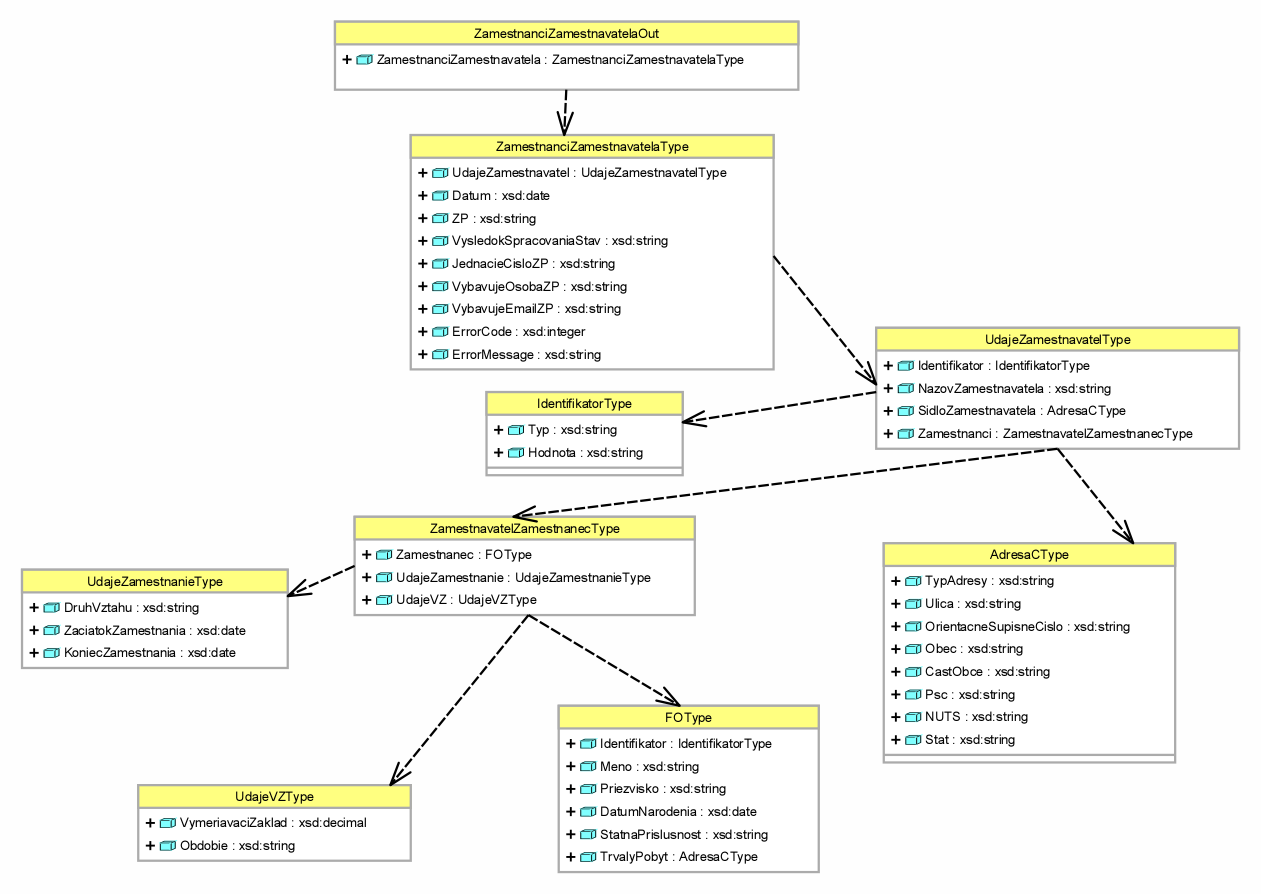 ZamestnanciZamestnavatelaOut
+ ZamestnanciZamestnavatela : ZamestnanciZamestnavatelaType
ZamestnanciZamestnavatelaType
+ UdajeZamestnavatel : UdajeZamestnavatelType
+ Datum : xsd:date
+ ZP : xsd:string
+ VysledokSpracovaniaStav : xsd:string
+ JednacieCisloZP : xsd:string
+ VybavujeOsobaZP : xsd:string
+ VybavujeEmailZP : xsd:string
+ ErrorCode : xsd:integer
+ ErrorMessage : xsd:string
UdajeZamestnavatelType
+ Identifikator : IdentifikatorType
+ NazovZamestnavatela : xsd:string
+ SidloZamestnavatela : AdresaCType
+ Zamestnanci : ZamestnavatelZamestnanecType
IdentifikatorType
+ Typ : xsd:string
+ Hodnota : xsd:string
ZamestnavatelZamestnanecType
+ Zamestnanec : FOType
+ UdajeZamestnanie : UdajeZamestnanieType
+ UdajeVZ : UdajeVZType
AdresaCType
+ TypAdresy : xsd:string
+ Ulica : xsd:string
+ OrientacneSupisneCislo : xsd:string
+ Obec : xsd:string
+ CastObce : xsd:string
+ Psc : xsd:string
+ NUTS : xsd:string
+ Stat : xsd:string
UdajeZamestnanieType
+ DruhVztahu : xsd:string
+ ZaciatokZamestnania : xsd:date
+ KoniecZamestnania : xsd:date
FOType
+ Identifikator : IdentifikatorType
+ Meno : xsd:string
+ Priezvisko : xsd:string
+ DatumNarodenia : xsd:date
+ StatnaPrislusnost : xsd:string
+ TrvalyPobyt : AdresaCType
UdajeVZType
+ VymeriavaciZaklad : xsd:decimal
+ Obdobie : xsd:string